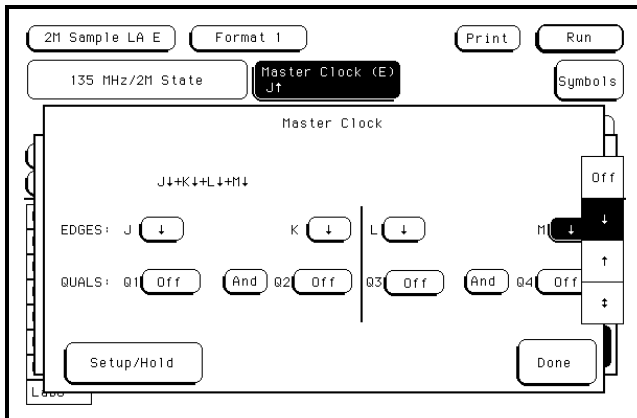 2M Sample LA E Format 1 Print Run
135 MHz/2M State Master Clock (E) Symbols
J↑
Master Clock
J↓+K↓+L↓+M↓
Off
↓
↑
↕
EDGES: J ↓ K ↓ L ↓ M ↓
QUALS: Q1 Off And Q2 Off Q3 Off And Q4 Off
Setup/Hold Done